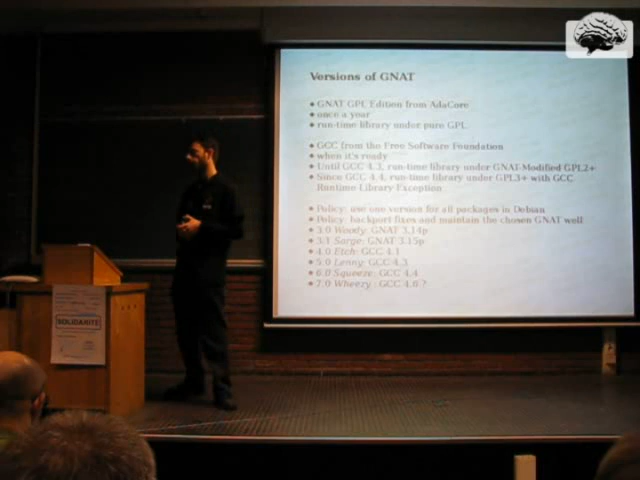 Versions of GNAT
GNAT GPL Edition from AdaCore
once a year
run-time library under pure GPL
GCC from the Free Software Foundation
when it's ready
Until GCC 4.3, run-time library under GNAT-Modified GPL2+
Since GCC 4.4, run-time library under GPL3+ with GCC
Runtime Library Exception
Policy: use one version for all packages in Debian
Policy: backport fixes and maintain the chosen GNAT well
3.0 Woody: GNAT 3.14p
3.1 Sarge: GNAT 3.15p
4.0 Etch: GCC 4.1
5.0 Lenny: GCC 4.3
6.0 Squeeze: GCC 4.4
7.0 Wheezy: GCC 4.6 ?
SOLIDARITÉ